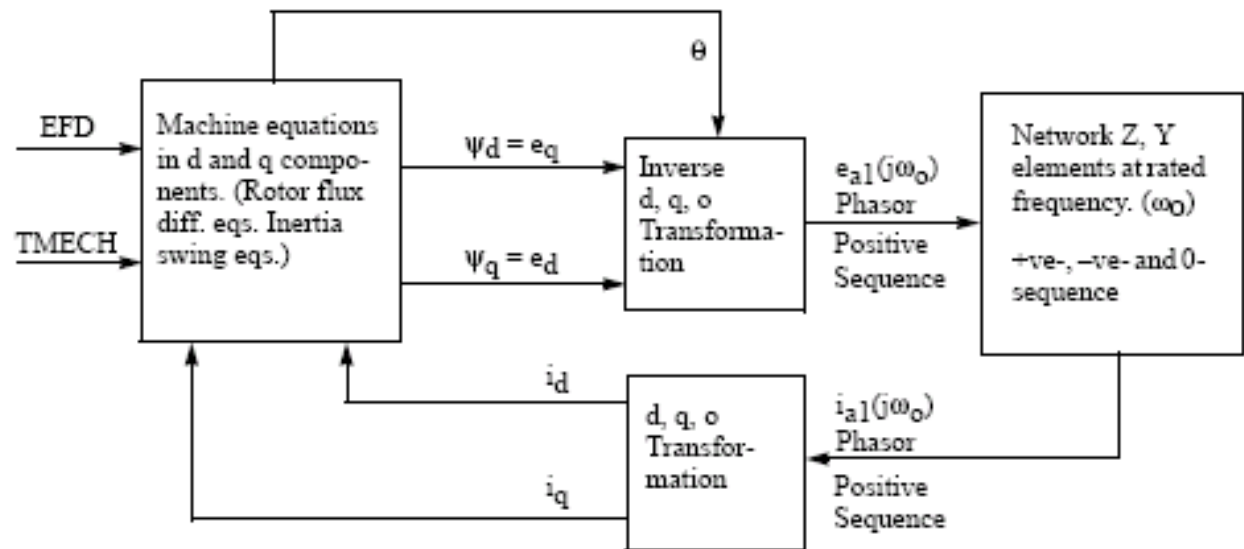 θ
EFD
TMECH
Machine equations
in d and q compo-
nents. (Rotor flux
diff. eqs. Inertia
swing eqs.)
ψd = eq
ψq = ed
Inverse
d, q, o
Transforma-
tion
ea1(jωo)
Phasor
Positive
Sequence
Network Z, Y
elements at rated
frequency. (ωo)
+ve-, –ve- and 0-
sequence
id
iq
d, q, o
Transfor-
mation
ia1(jωo)
Phasor
Positive
Sequence